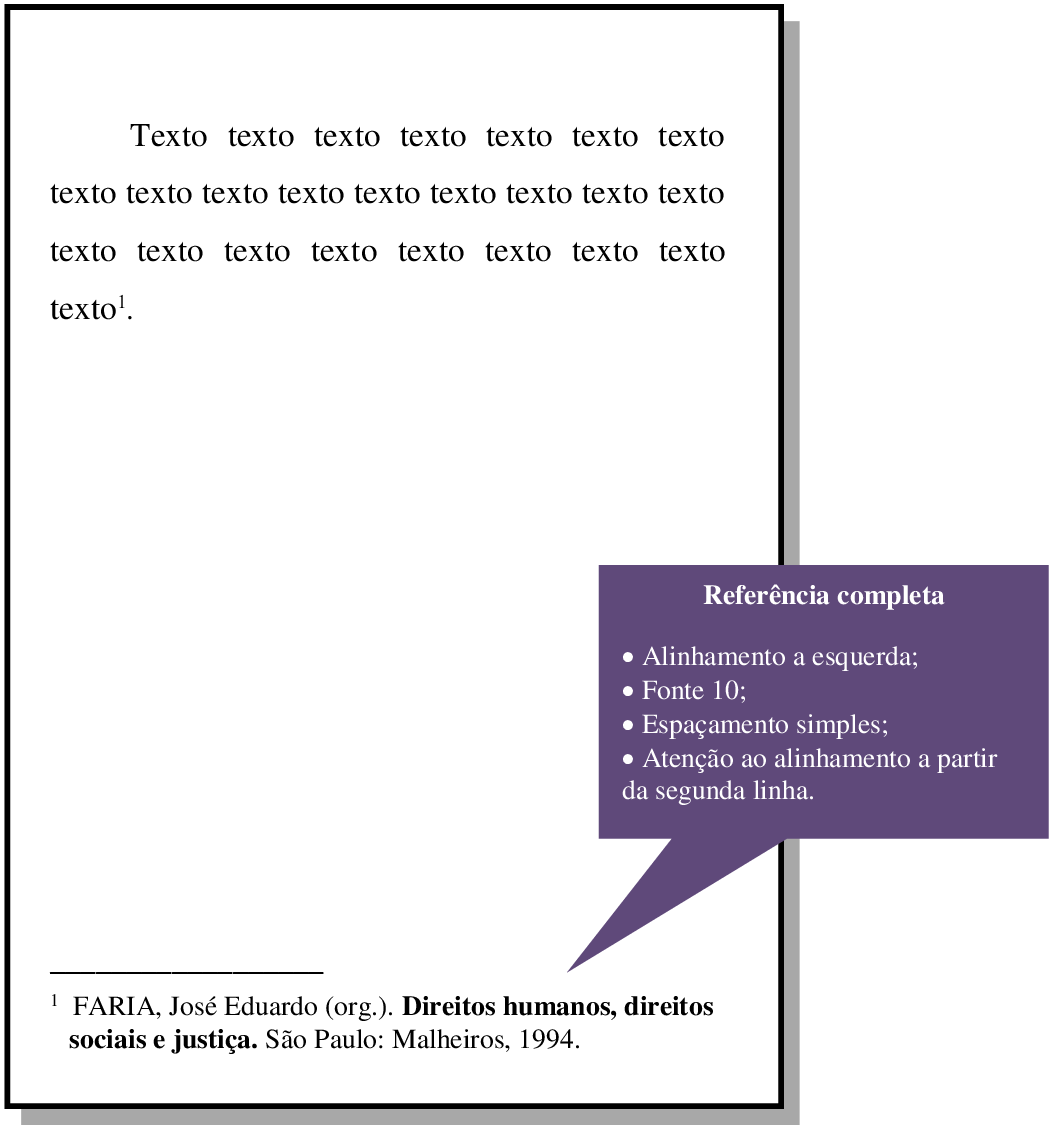 Texto texto texto texto texto texto texto
texto texto texto texto texto texto texto texto texto
texto texto texto texto texto texto texto texto
texto¹.
Referência completa
• Alinhamento a esquerda;
• Fonte 10;
• Espaçamento simples;
• Atenção ao alinhamento a partir
da segunda linha.
¹ FARIA, José Eduardo (org.). Direitos humanos, direitos
sociais e justiça. São Paulo: Malheiros, 1994.